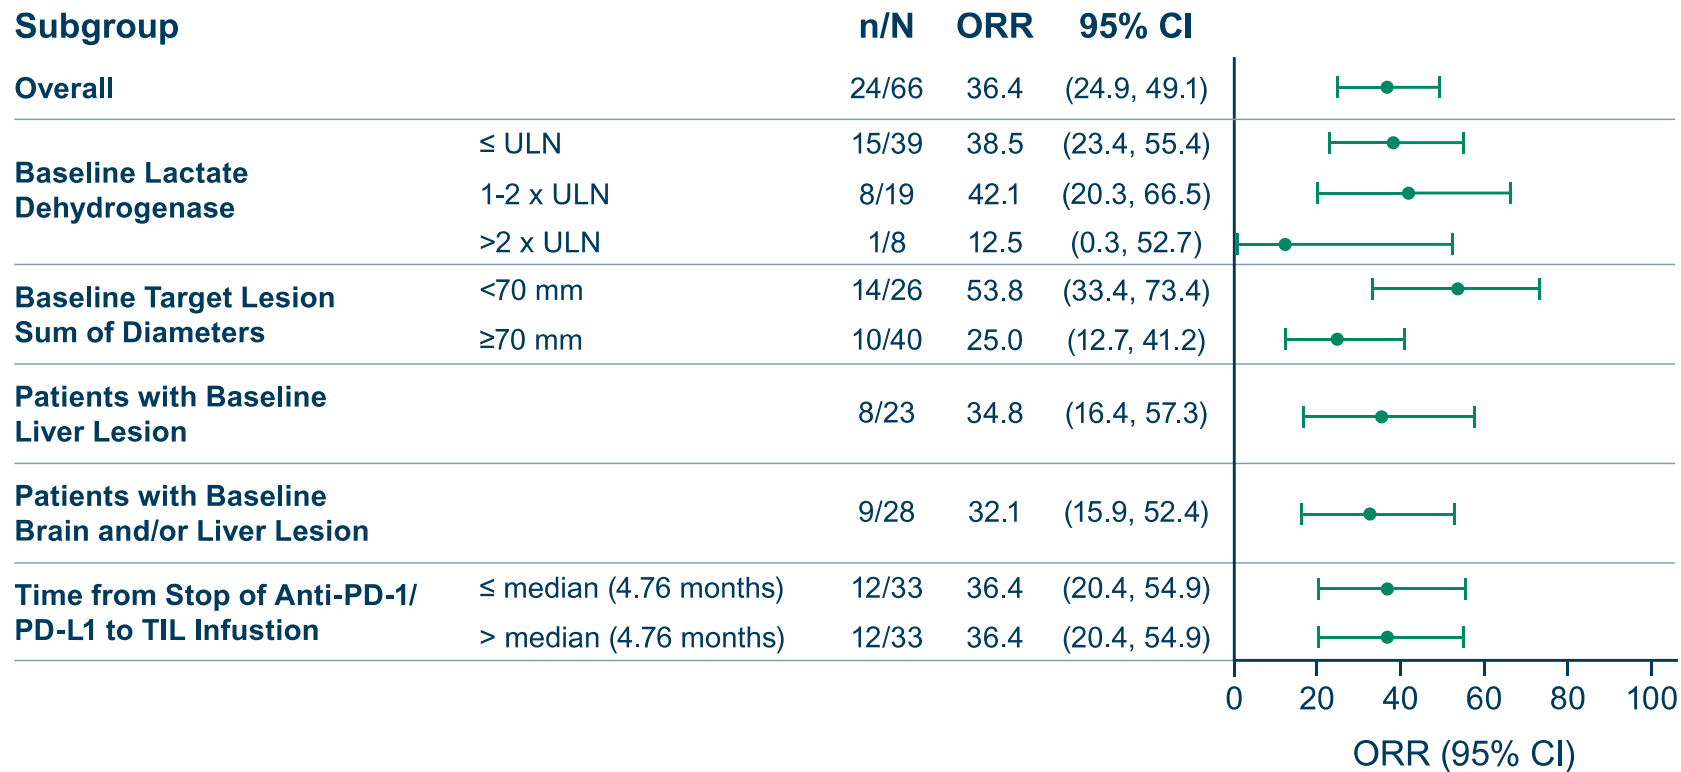 Subgroup n/N ORR 95% CI
Overall 24/66 36.4 (24.9, 49.1)
Baseline Lactate
Dehydrogenase
≤ ULN 15/39 38.5 (23.4, 55.4)
1-2 x ULN 8/19 42.1 (20.3, 66.5)
>2 x ULN 1/8 12.5 (0.3, 52.7)
Baseline Target Lesion
Sum of Diameters
<70 mm 14/26 53.8 (33.4, 73.4)
≥70 mm 10/40 25.0 (12.7, 41.2)
Patients with Baseline
Liver Lesion
8/23 34.8 (16.4, 57.3)
Patients with Baseline
Brain and/or Liver Lesion
9/28 32.1 (15.9, 52.4)
Time from Stop of Anti-PD-1/
PD-L1 to TIL Infustion
≤ median (4.76 months) 12/33 36.4 (20.4, 54.9)
> median (4.76 months) 12/33 36.4 (20.4, 54.9)
0 20 40 60 80 100
ORR (95% CI)